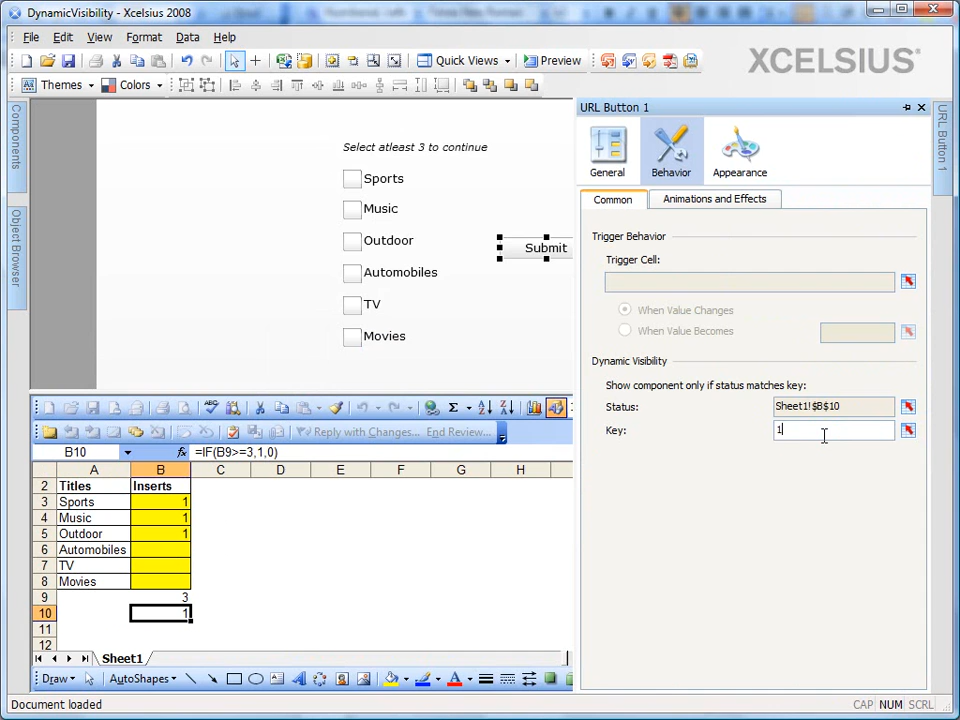 DynamicVisibility - Xcelsius 2008
File Edit View Format Data Help
Quick Views Preview
XCELSIUS®
Themes Colors
Components
Object Browser
Select atleast 3 to continue
Sports
Music
Outdoor
Automobiles
TV
Movies
Submit
URL Button 1
URL Button 1
General Behavior Appearance
Common Animations and Effects
Trigger Behavior
Trigger Cell:
When Value Changes
When Value Becomes
Dynamic Visibility
Show component only if status matches key:
Status: Sheet1!$B$10
Key: 1
Reply with Changes... End Review...
B10 fx =IF(B9>=3,1,0)
A B C D E F G H
2 Titles Inserts
3 Sports 1
4 Music 1
5 Outdoor 1
6 Automobiles
7 TV
8 Movies
9 3
10 1
11
12
Sheet1
Draw AutoShapes
Document loaded
CAP NUM SCRL